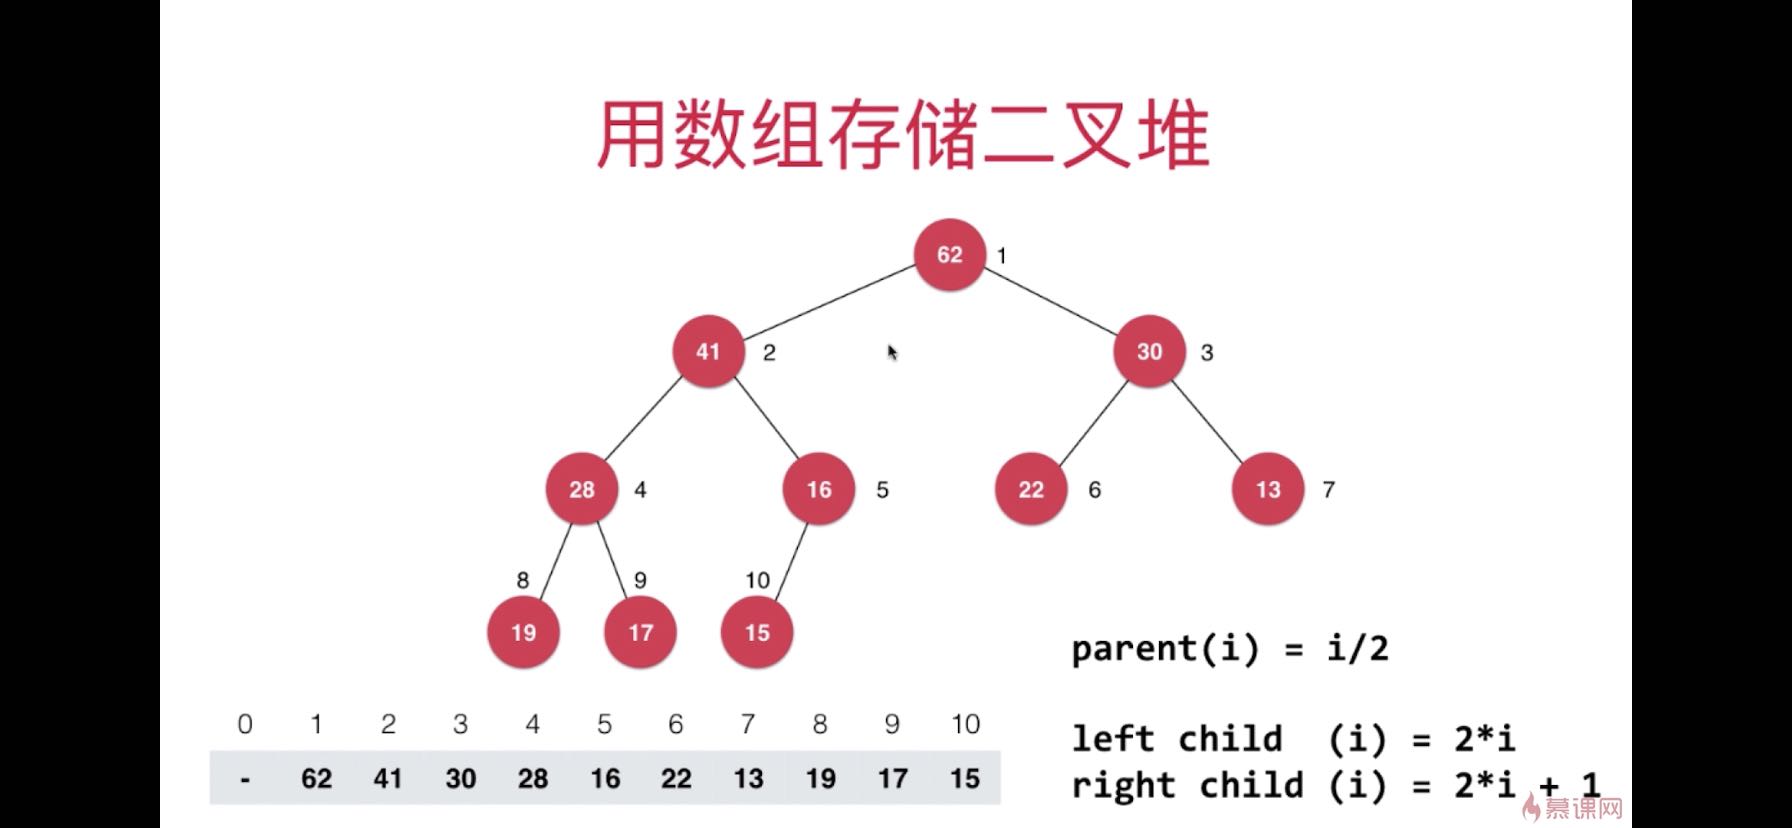 用数组存储二叉堆
62 1
41 2 30 3
28 4 16 5 22 6 13 7
8 9 10
19 17 15
parent(i) = i/2
0 1 2 3 4 5 6 7 8 9 10
- 62 41 30 28 16 22 13 19 17 15
left child (i) = 2*i
right child (i) = 2*i + 1
慕课网